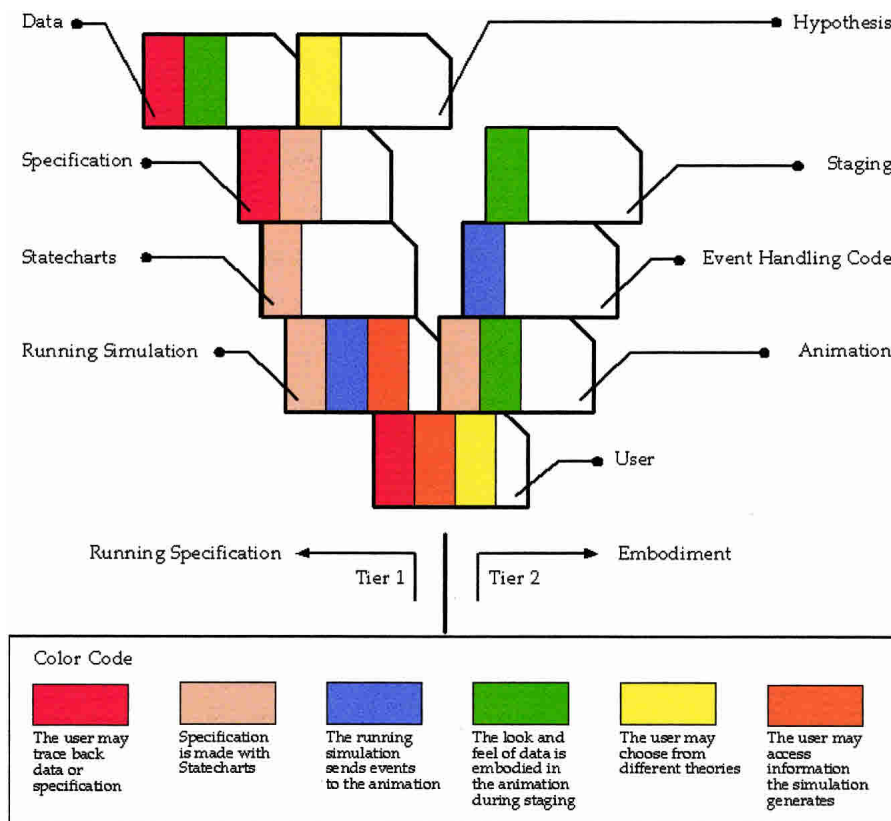 Data
Hypothesis
Specification
Staging
Statecharts
Event Handling Code
Running Simulation
Animation
User
Running Specification
Embodiment
Tier 1
Tier 2
Color Code
The user may
trace back
data or
specification
Specification
is made with
Statecharts
The running
simulation
sends events
to the animation
The look and
feel of data is
embodied in
the animation
during staging
The user may
choose from
different theories
The user may
access
information
the simulation
generates